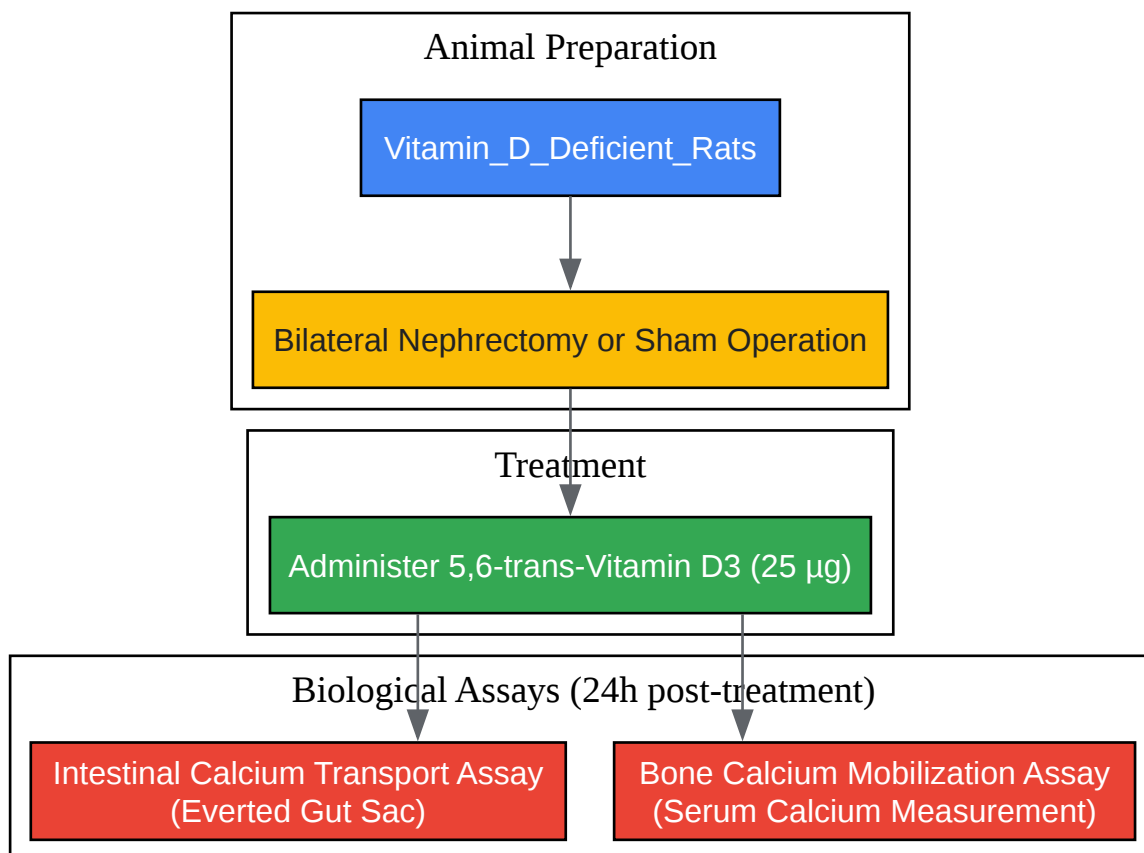 Animal Preparation
Vitamin_D_Deficient_Rats
Bilateral Nephrectomy or Sham Operation
Treatment
Administer 5,6-trans-Vitamin D3 (25 µg)
Biological Assays (24h post-treatment)
Intestinal Calcium Transport Assay
(Everted Gut Sac)
Bone Calcium Mobilization Assay
(Serum Calcium Measurement)